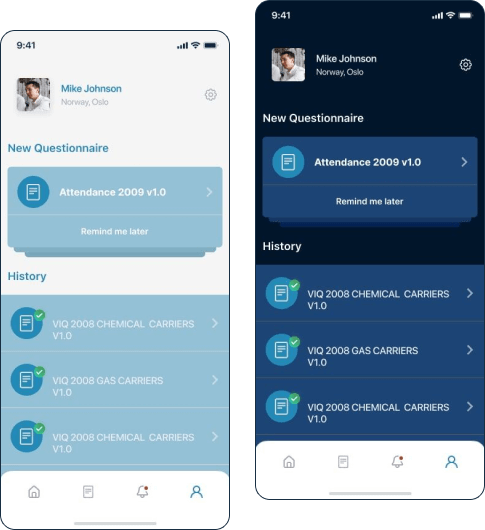 9:41
Mike Johnson
Norway, Oslo
New Questionnaire
Attendance 2009 v1.0
Remind me later
History
VIQ 2008 CHEMICAL CARRIERS
V1.0
VIQ 2008 GAS CARRIERS
V1.0
VIQ 2008 CHEMICAL CARRIERS
V1.0
9:41
Mike Johnson
Norway, Oslo
New Questionnaire
Attendance 2009 v1.0
Remind me later
History
VIQ 2008 CHEMICAL CARRIERS
V1.0
VIQ 2008 GAS CARRIERS
V1.0
VIQ 2008 CHEMICAL CARRIERS
V1.0